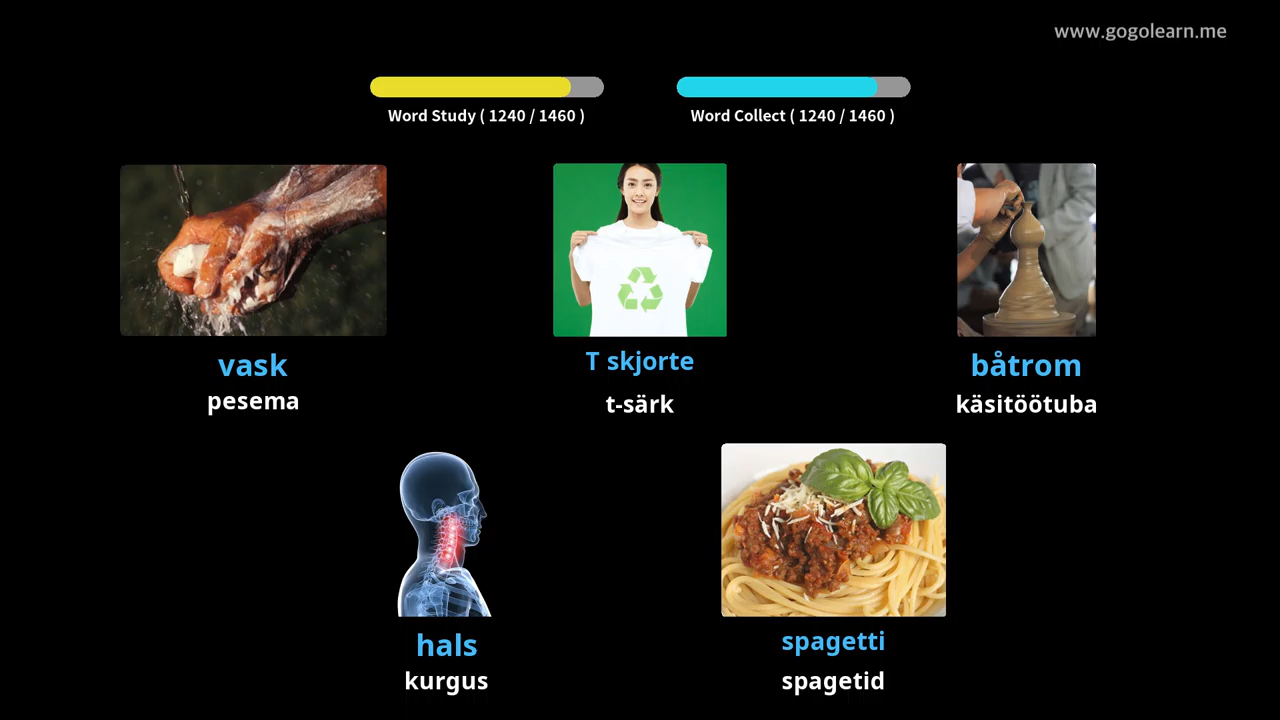 www.gogolearn.me
Word Study ( 1240 / 1460 )
Word Collect ( 1240 / 1460 )
vask
pesema
T skjorte
t-särk
båtrom
käsitöötuba
hals
kurgus
spagetti
spagetid